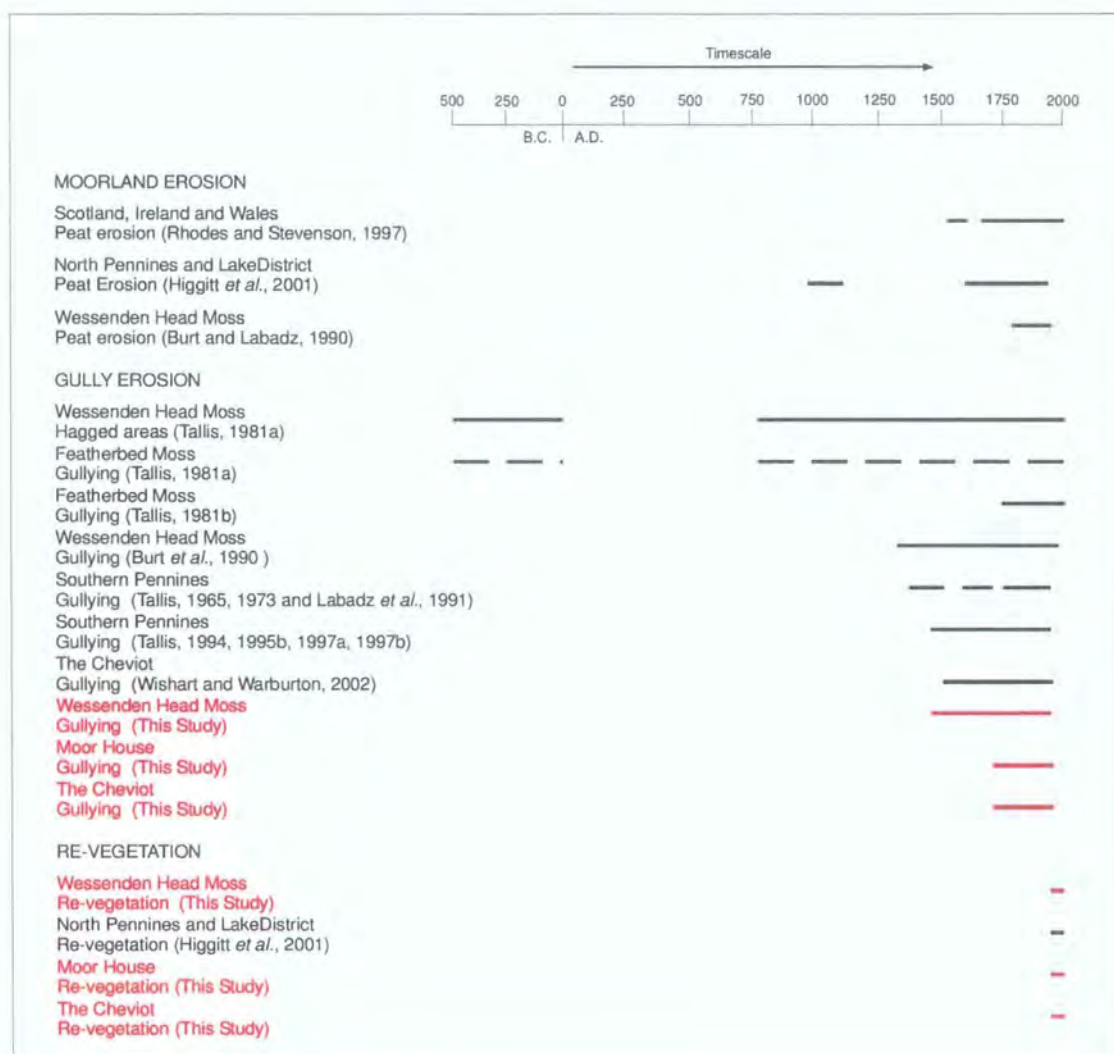 Timescale
500 250 0 250 500 750 1000 1250 1500 1750 2000
B.C. A.D.
MOORLAND EROSION
Scotland, Ireland and Wales
Peat erosion (Rhodes and Stevenson, 1997)
North Pennines and LakeDistrict
Peat Erosion (Higgitt et al., 2001)
Wessenden Head Moss
Peat erosion (Burt and Labadz, 1990)
GULLY EROSION
Wessenden Head Moss
Hagged areas (Tallis, 1981a)
Featherbed Moss
Gullying (Tallis, 1981a)
Featherbed Moss
Gullying (Tallis, 1981b)
Wessenden Head Moss
Gullying (Burt et al., 1990 )
Southern Pennines
Gullying (Tallis, 1965, 1973 and Labadz et al., 1991)
Southern Pennines
Gullying (Tallis, 1994, 1995b, 1997a, 1997b)
The Cheviot
Gullying (Wishart and Warburton, 2002)
Wessenden Head Moss
Gullying (This Study)
Moor House
Gullying (This Study)
The Cheviot
Gullying (This Study)
RE-VEGETATION
Wessenden Head Moss
Re-vegetation (This Study)
North Pennines and LakeDistrict
Re-vegetation (Higgitt et al., 2001)
Moor House
Re-vegetation (This Study)
The Cheviot
Re-vegetation (This Study)